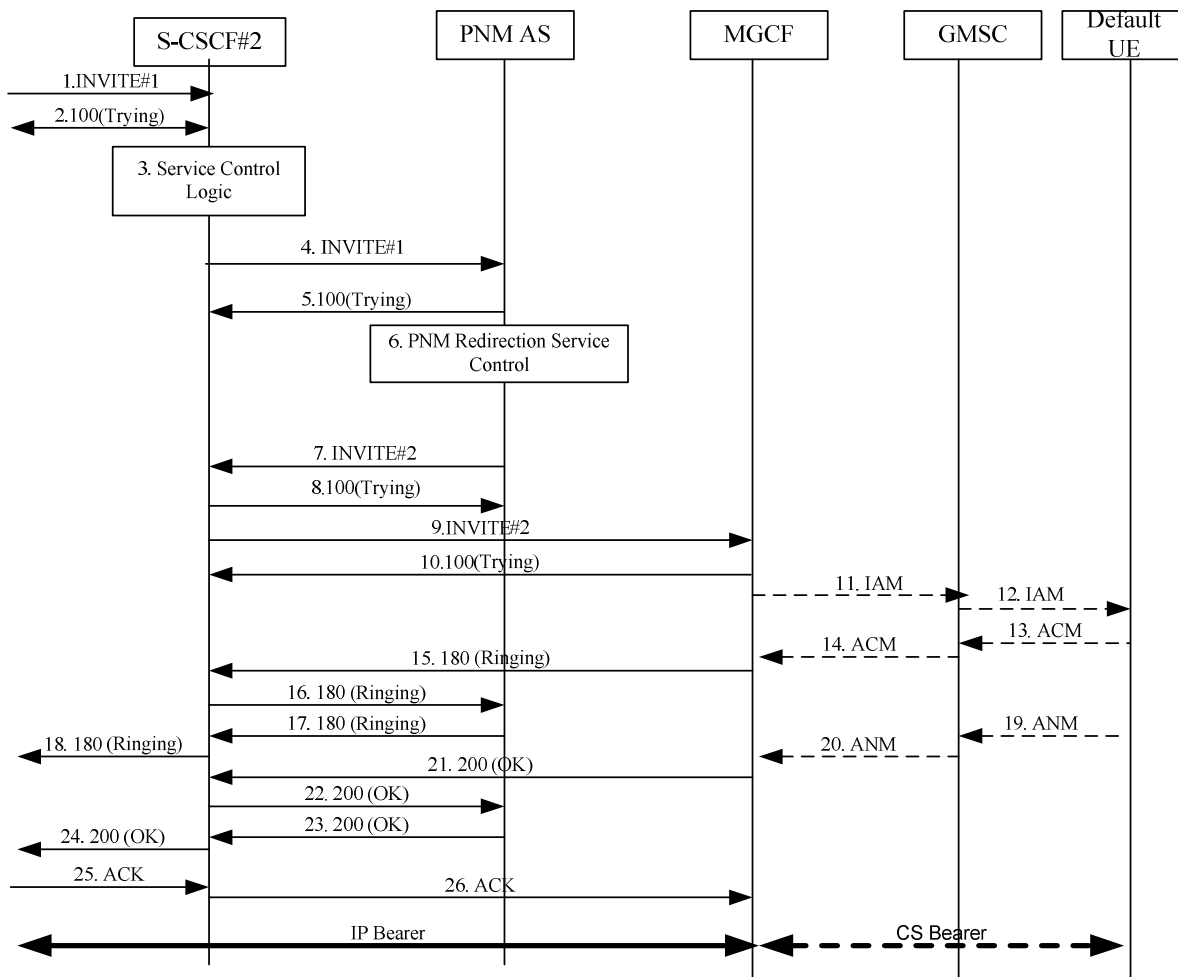 S-CSCF#2
PNM AS
MGCF
GMSC
Default
UE
1.INVITE#1
2.100(Trying)
3. Service Control
Logic
4. INVITE#1
5.100(Trying)
6. PNM Redirection Service
Control
7. INVITE#2
8.100(Trying)
9.INVITE#2
10.100(Trying)
11. IAM
12. IAM
13. ACM
14. ACM
15. 180 (Ringing)
16. 180 (Ringing)
17. 180 (Ringing)
18. 180 (Ringing)
19. ANM
20. ANM
21. 200 (OK)
22. 200 (OK)
23. 200 (OK)
24. 200 (OK)
25. ACK
26. ACK
IP Bearer
CS Bearer